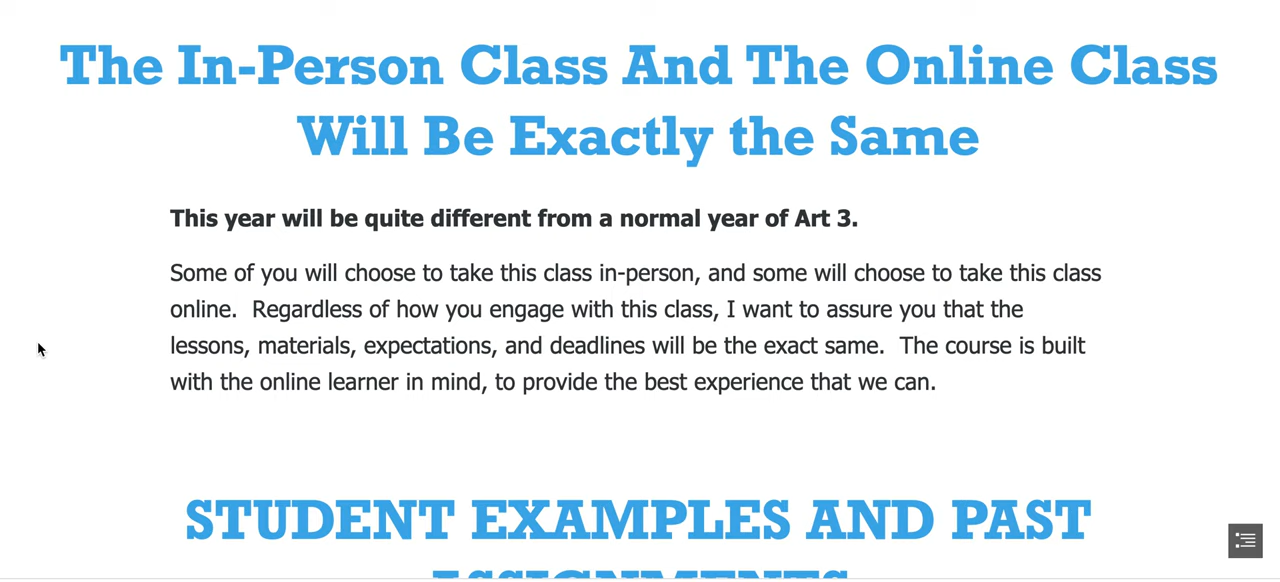 The In-Person Class And The Online Class
Will Be Exactly the Same
This year will be quite different from a normal year of Art 3.
Some of you will choose to take this class in-person, and some will choose to take this class
online.  Regardless of how you engage with this class, I want to assure you that the
lessons, materials, expectations, and deadlines will be the exact same.  The course is built
with the online learner in mind, to provide the best experience that we can.
STUDENT EXAMPLES AND PAST
ASSIGNMENTS